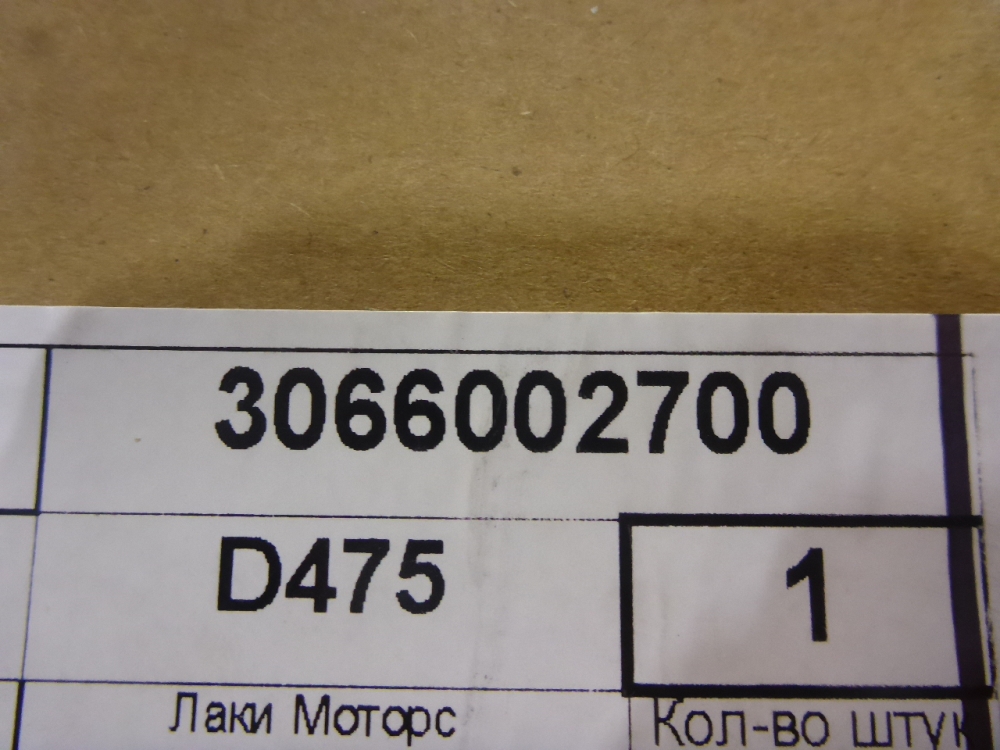 3066002700
D475
1
Лаки Моторс
Кол-во штук